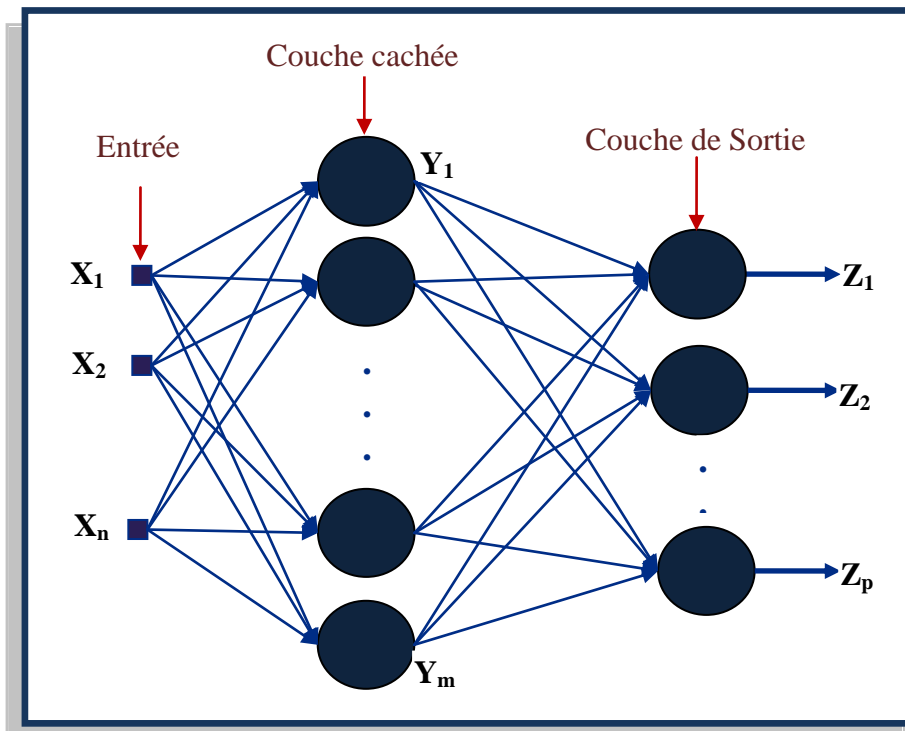 Couche cachée
Entrée
Couche de Sortie
Y₁
X₁
Z₁
X₂
Z₂
Xₙ
Zₚ
Yₘ